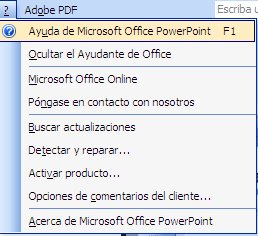 ? Adobe PDF Escriba u
Ayuda de Microsoft Office PowerPoint F1
Ocultar el Ayudante de Office
Microsoft Office Online
Póngase en contacto con nosotros
Buscar actualizaciones
Detectar y reparar...
Activar producto...
Opciones de comentarios del cliente...
Acerca de Microsoft Office PowerPoint